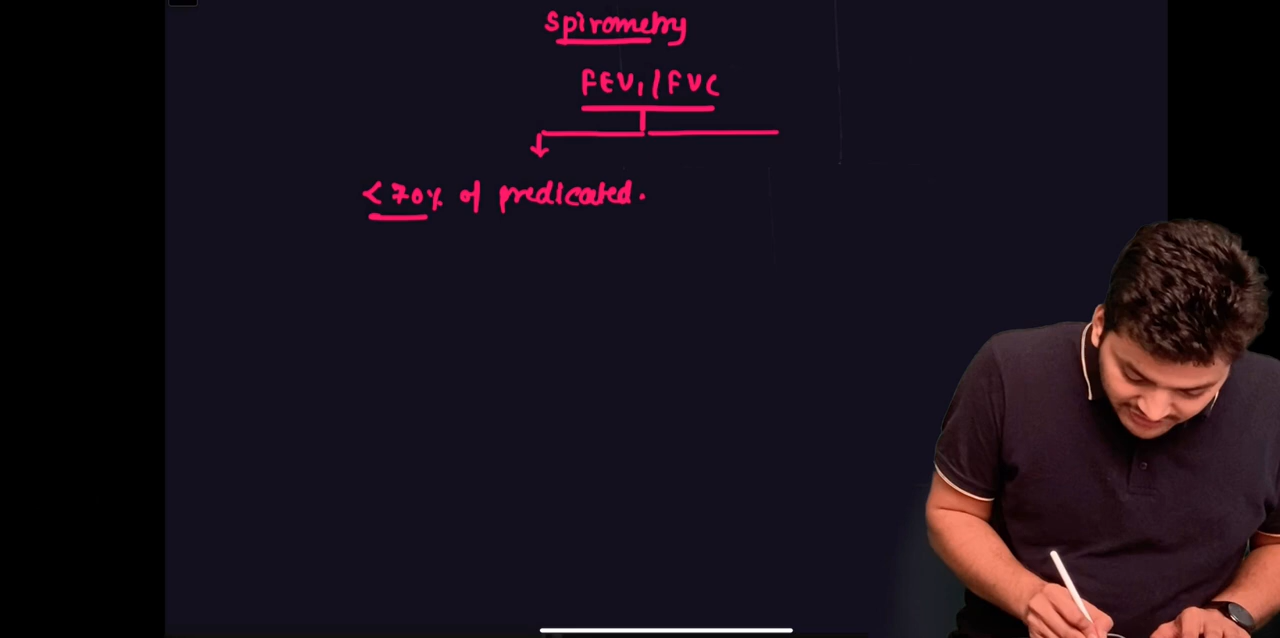 Spirometry
FEV₁/FVC
<70% of predicated.